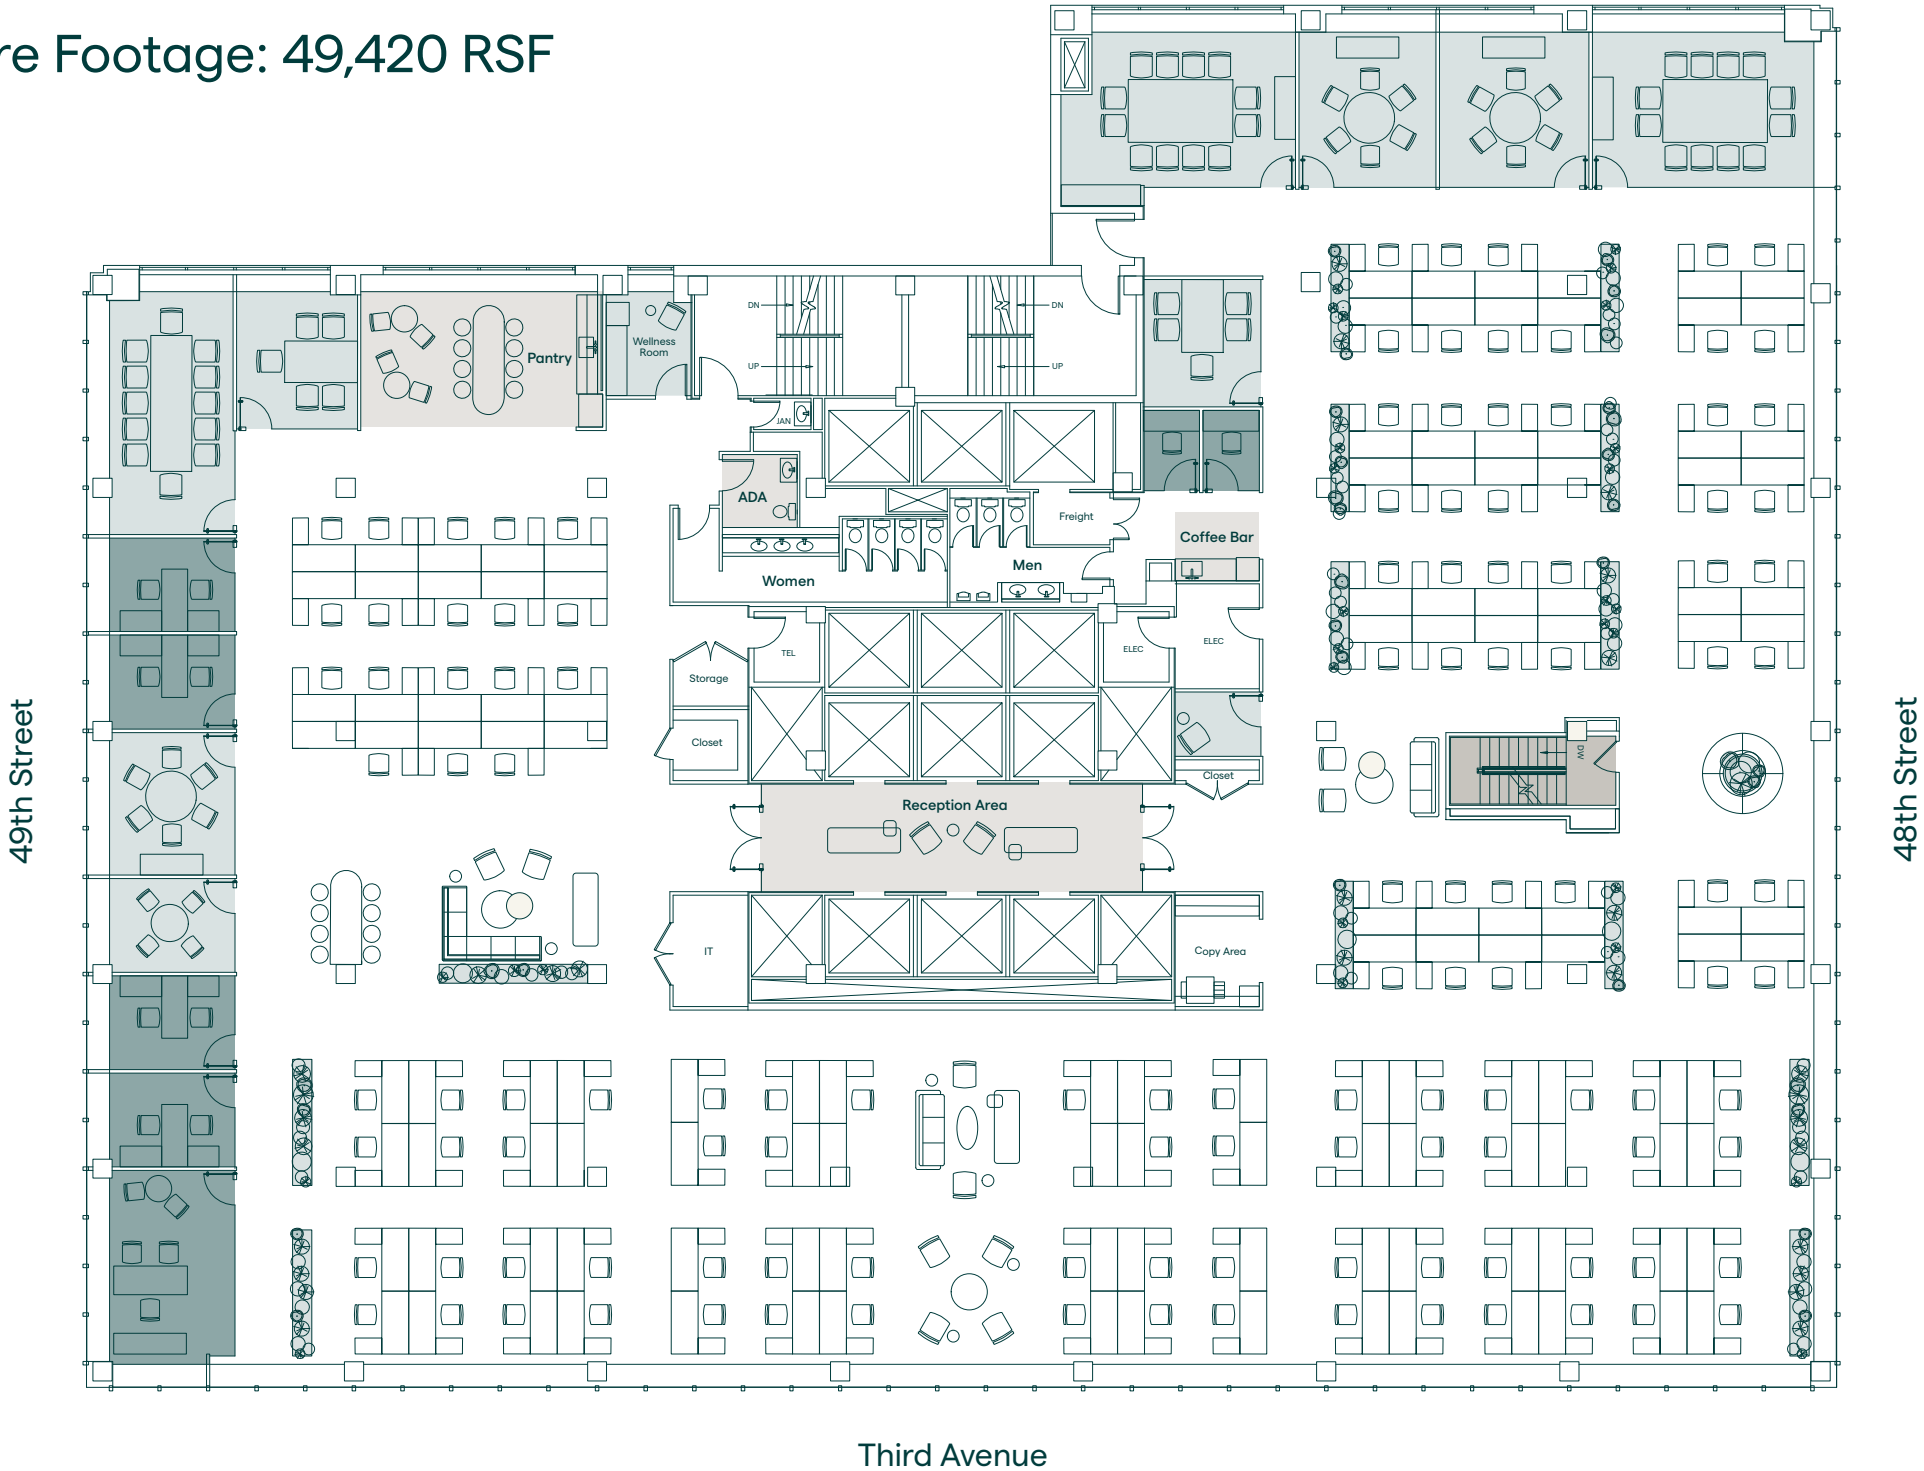 re Footage: 49,420 RSF
DN
DN
Wellness
Room
Pantry
UP
UP
JAN
ADA
Freight
Coffee Bar
Men
Women
ELEC
TEL
ELEC
Storage
Closet
Closet
DW
49th Street
48th Street
Reception Area
IT
Copy Area
Third Avenue